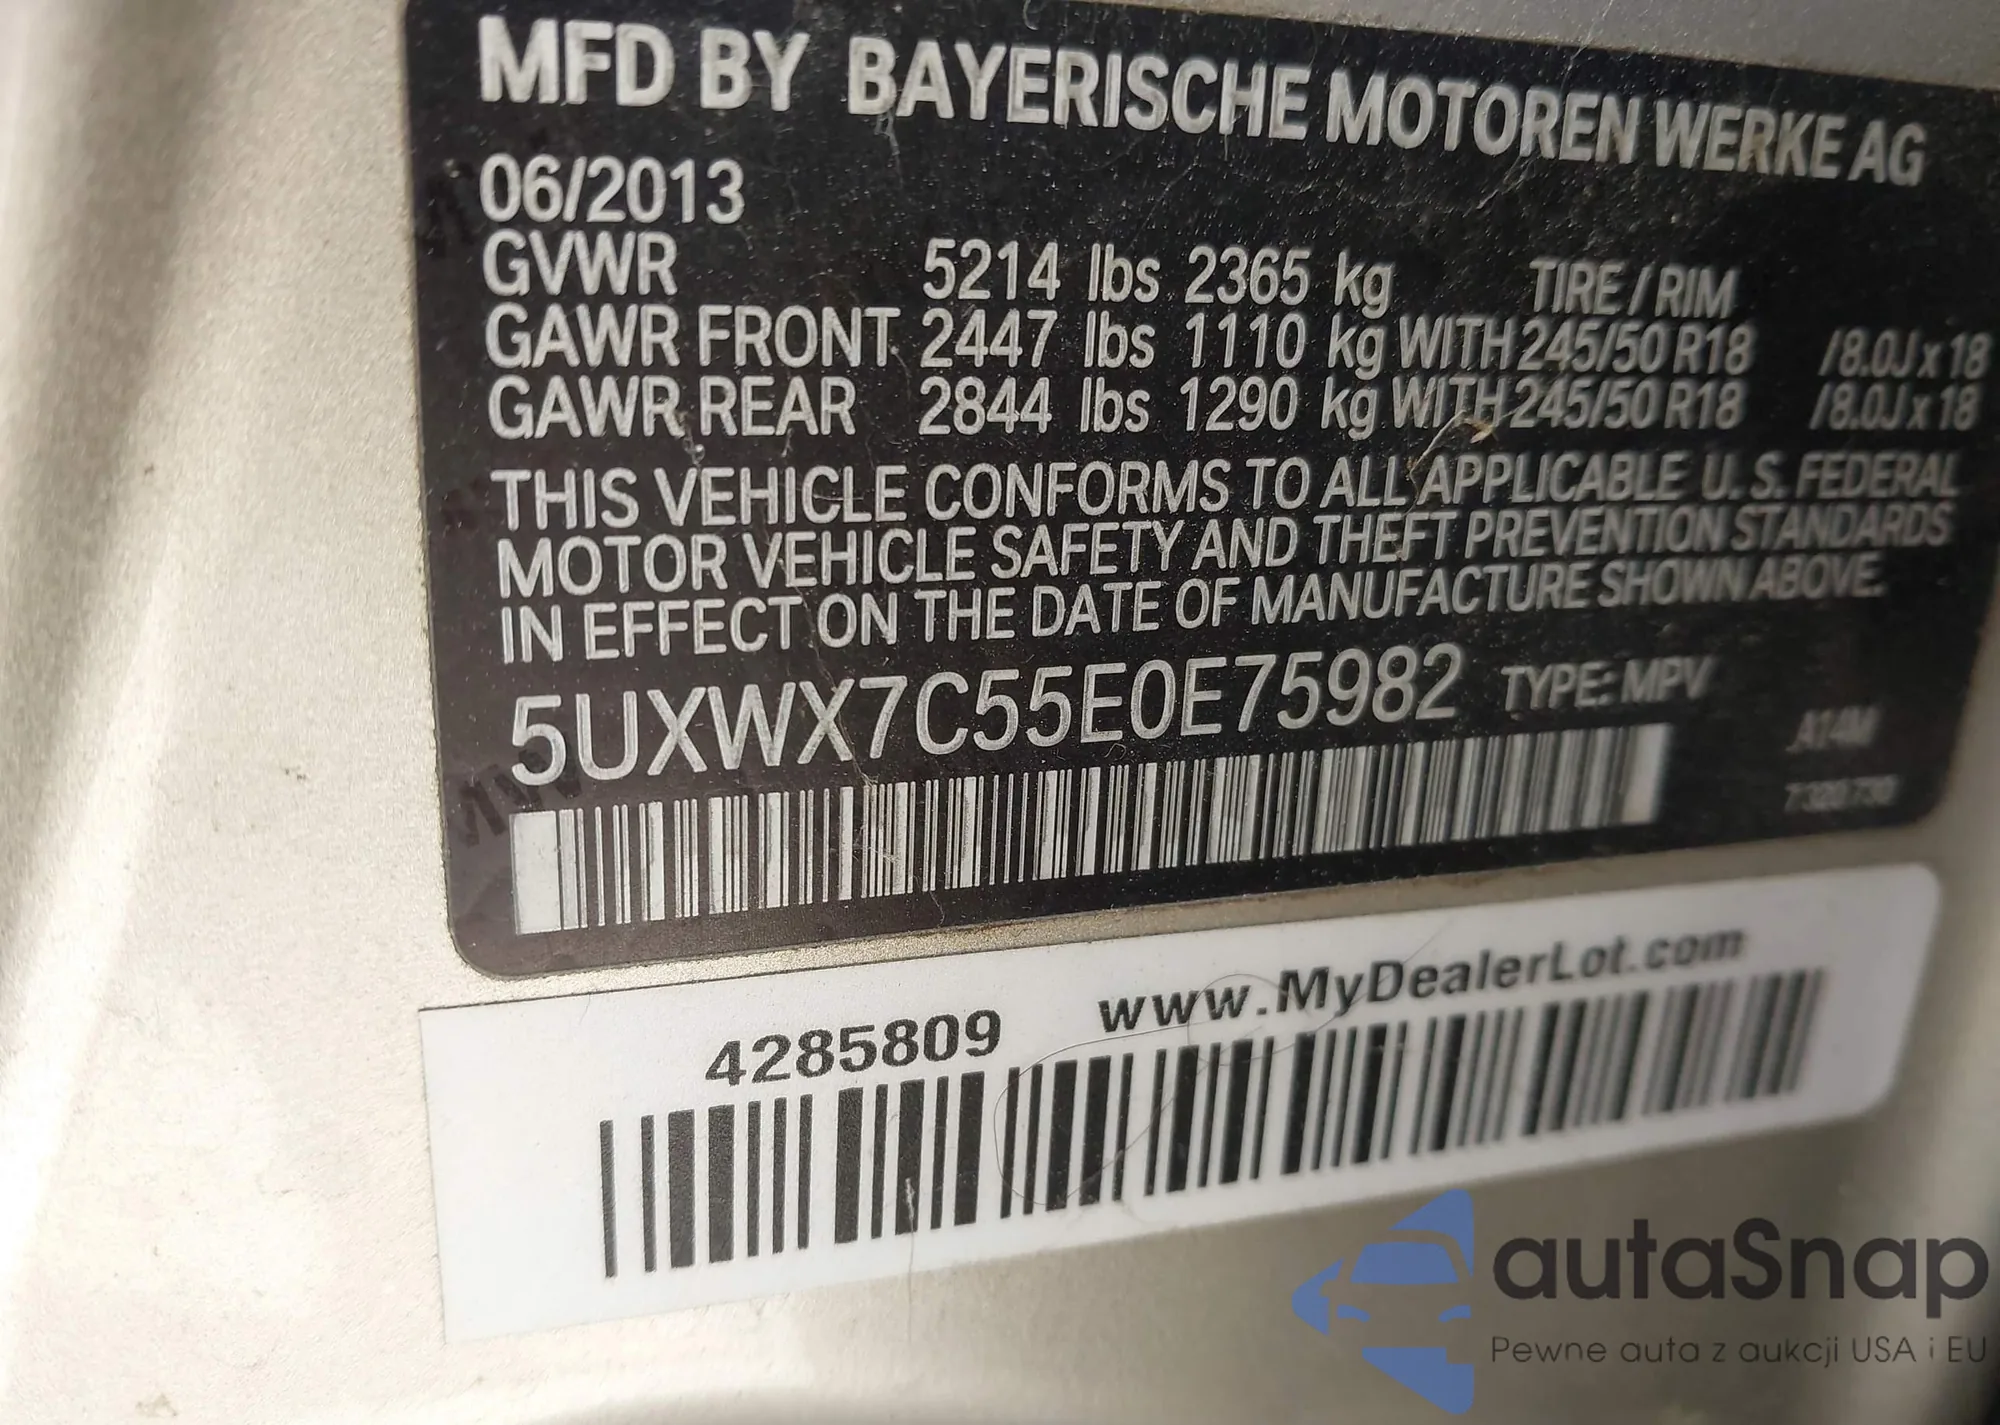 MFD BY BAYERISCHE MOTOREN WERKE AG
06/2013
GVWR 5214 lbs 2365 kg TIRE / RIM
GAWR FRONT 2447 lbs 1110 kg WITH 245/50 R18 /8.0J x 18
GAWR REAR 2844 lbs 1290 kg WITH 245/50 R18 /8.0J x 18
THIS VEHICLE CONFORMS TO ALL APPLICABLE U.S. FEDERAL
MOTOR VEHICLE SAFETY AND THEFT PREVENTION STANDARDS
IN EFFECT ON THE DATE OF MANUFACTURE SHOWN ABOVE.
5UXWX7C55E0E75982 TYPE: MPV
A14M
7320730
4285809 www.MyDealerLot.com
autaSnap
Pewne auta z aukcji USA i EU